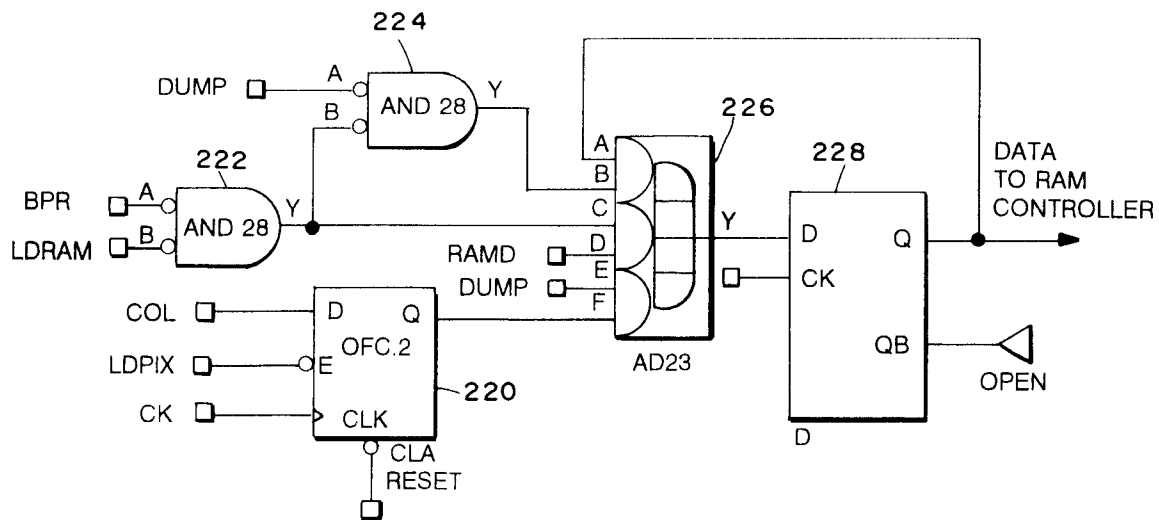 224
DUMP
A
AND 28
Y
B
226
222
228
DATA
TO RAM
CONTROLLER
A
B
C
D
E
F
BPR
A
AND 28
Y
LDRAM
B
RAMD
DUMP
Y
D
Q
CK
QB
OPEN
D
AD23
COL
D
Q
OFC.2
LDPIX
E
220
CK
CLK
CLA
RESET